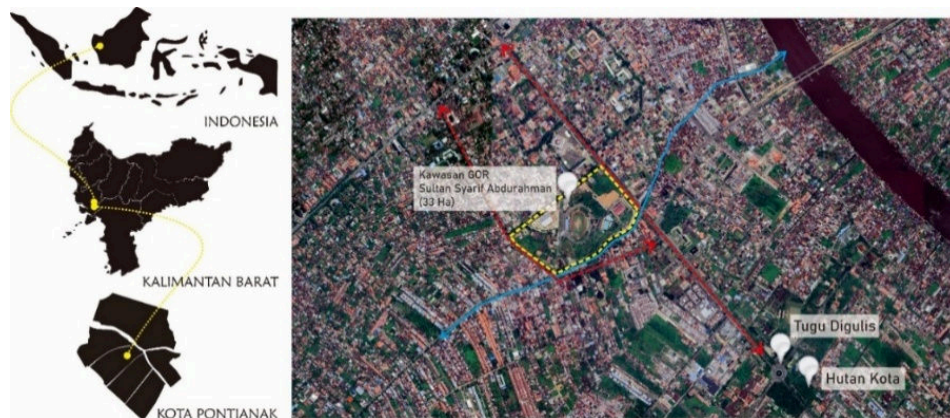 INDONESIA
KALIMANTAN BARAT
KOTA PONTIANAK
Kawasan GOR
Sultan Syarif Abdurahman
(33 Ha)
Tugu Digulis
Hutan Kota